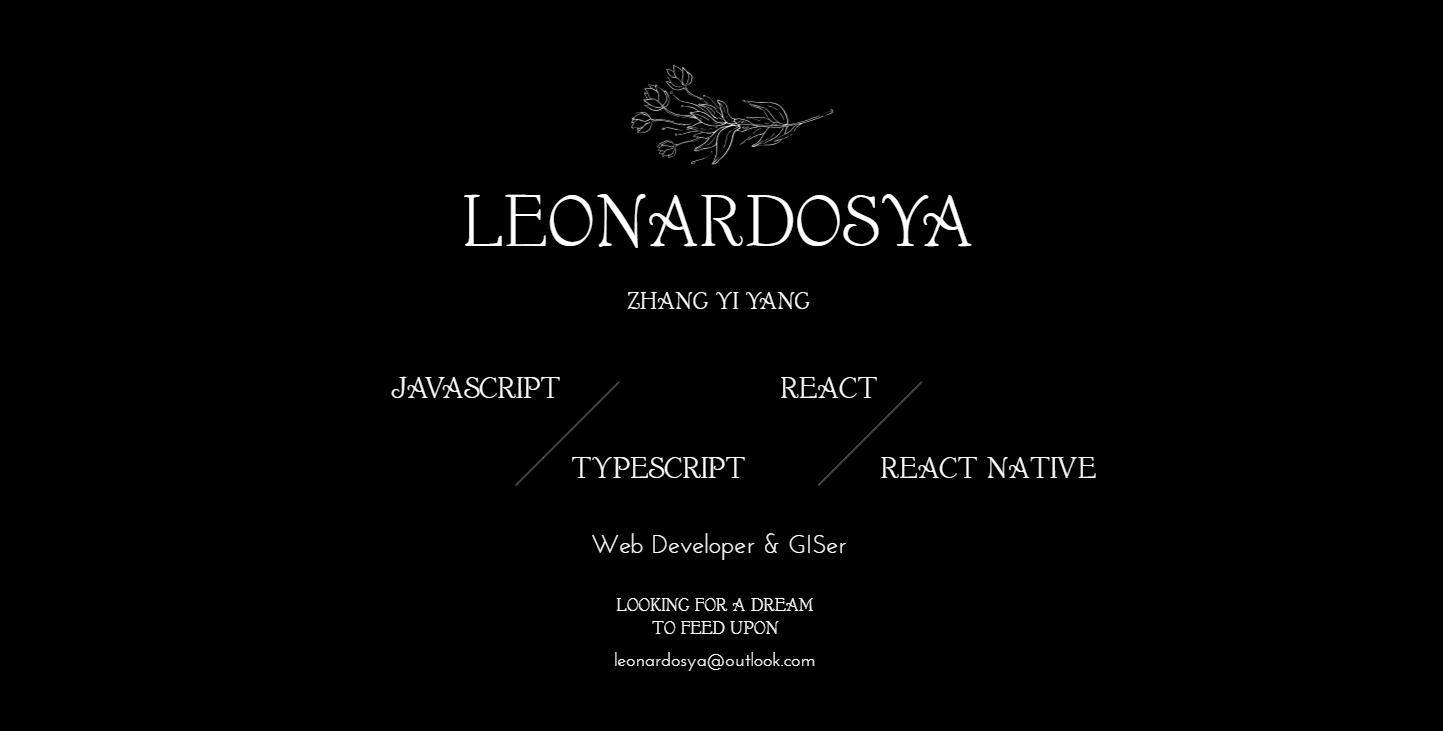 LEONARDOSYA
ZHANG YI YANG
JAVASCRIPT
TYPESCRIPT
REACT
REACT NATIVE
Web Developer & GISer
LOOKING FOR A DREAM
TO FEED UPON
leonardosya@outlook.com